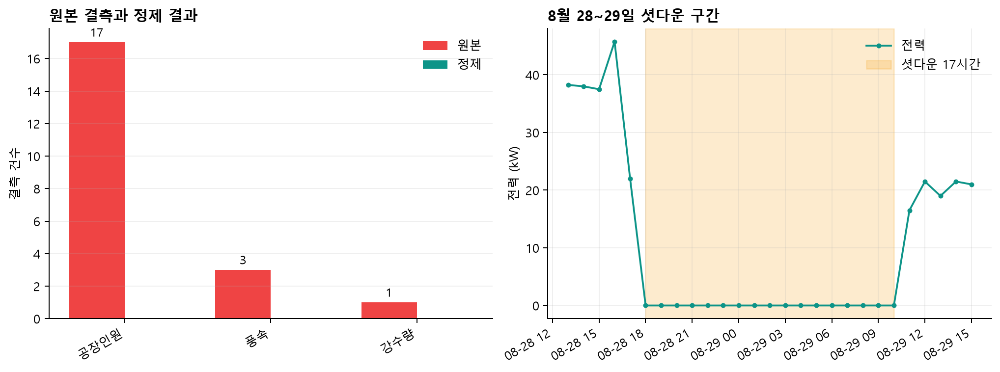 원본 결측과 정제 결과
17
3
1
원본
정제
결측 건수
16
14
12
10
8
6
4
2
0
공장인원
풍속
강수량
8월 28~29일 셧다운 구간
전력
셧다운 17시간
전력 (kW)
40
30
20
10
0
08-28 12
08-28 15
08-28 18
08-28 21
08-29 00
08-29 03
08-29 06
08-29 09
08-29 12
08-29 15